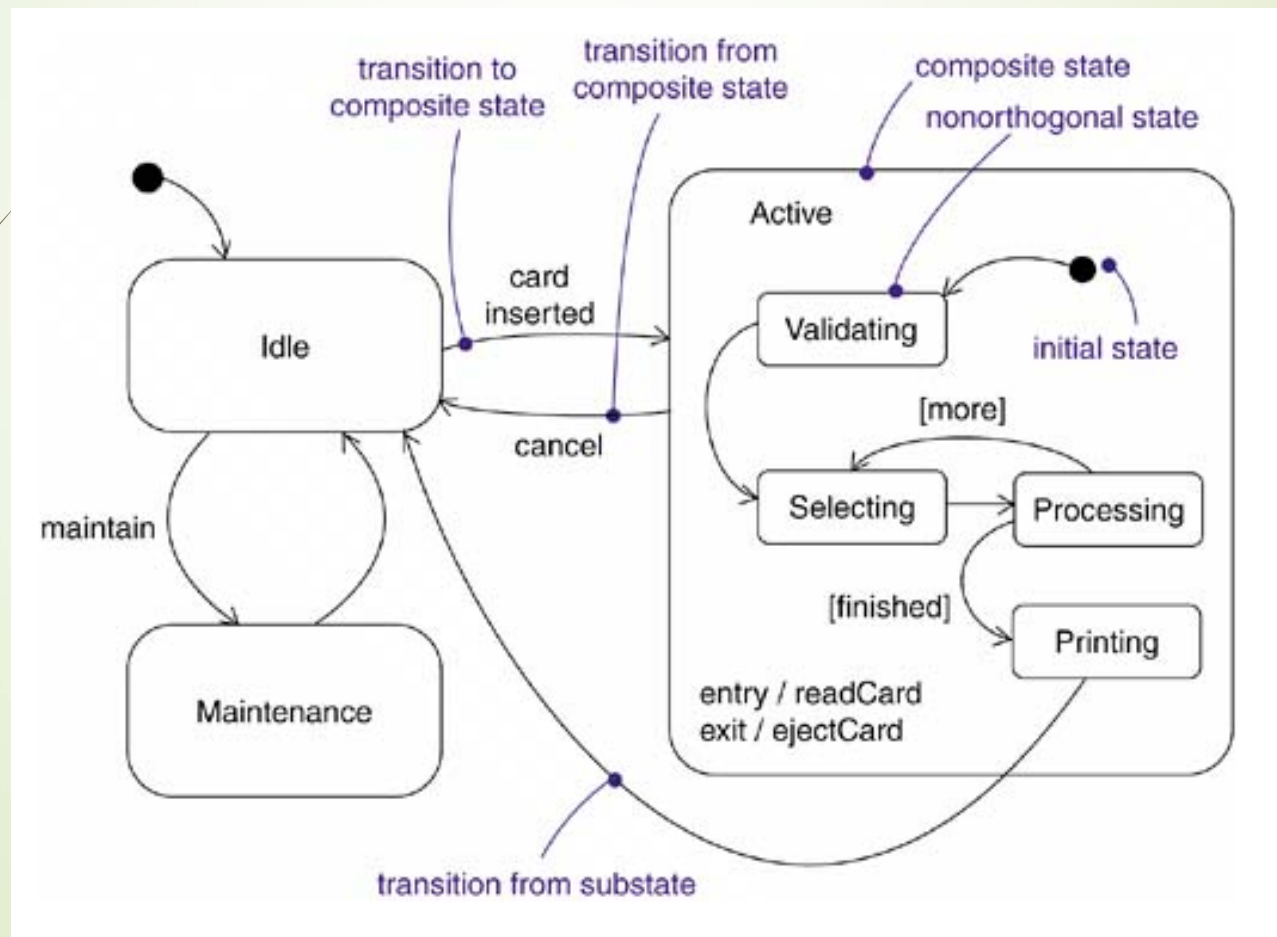 transition to
composite state
transition from
composite state
composite state
nonorthogonal state
Active
card
inserted
Idle
Validating
initial state
[more]
cancel
Selecting
Processing
maintain
[finished]
Printing
Maintenance
entry / readCard
exit / ejectCard
transition from substate